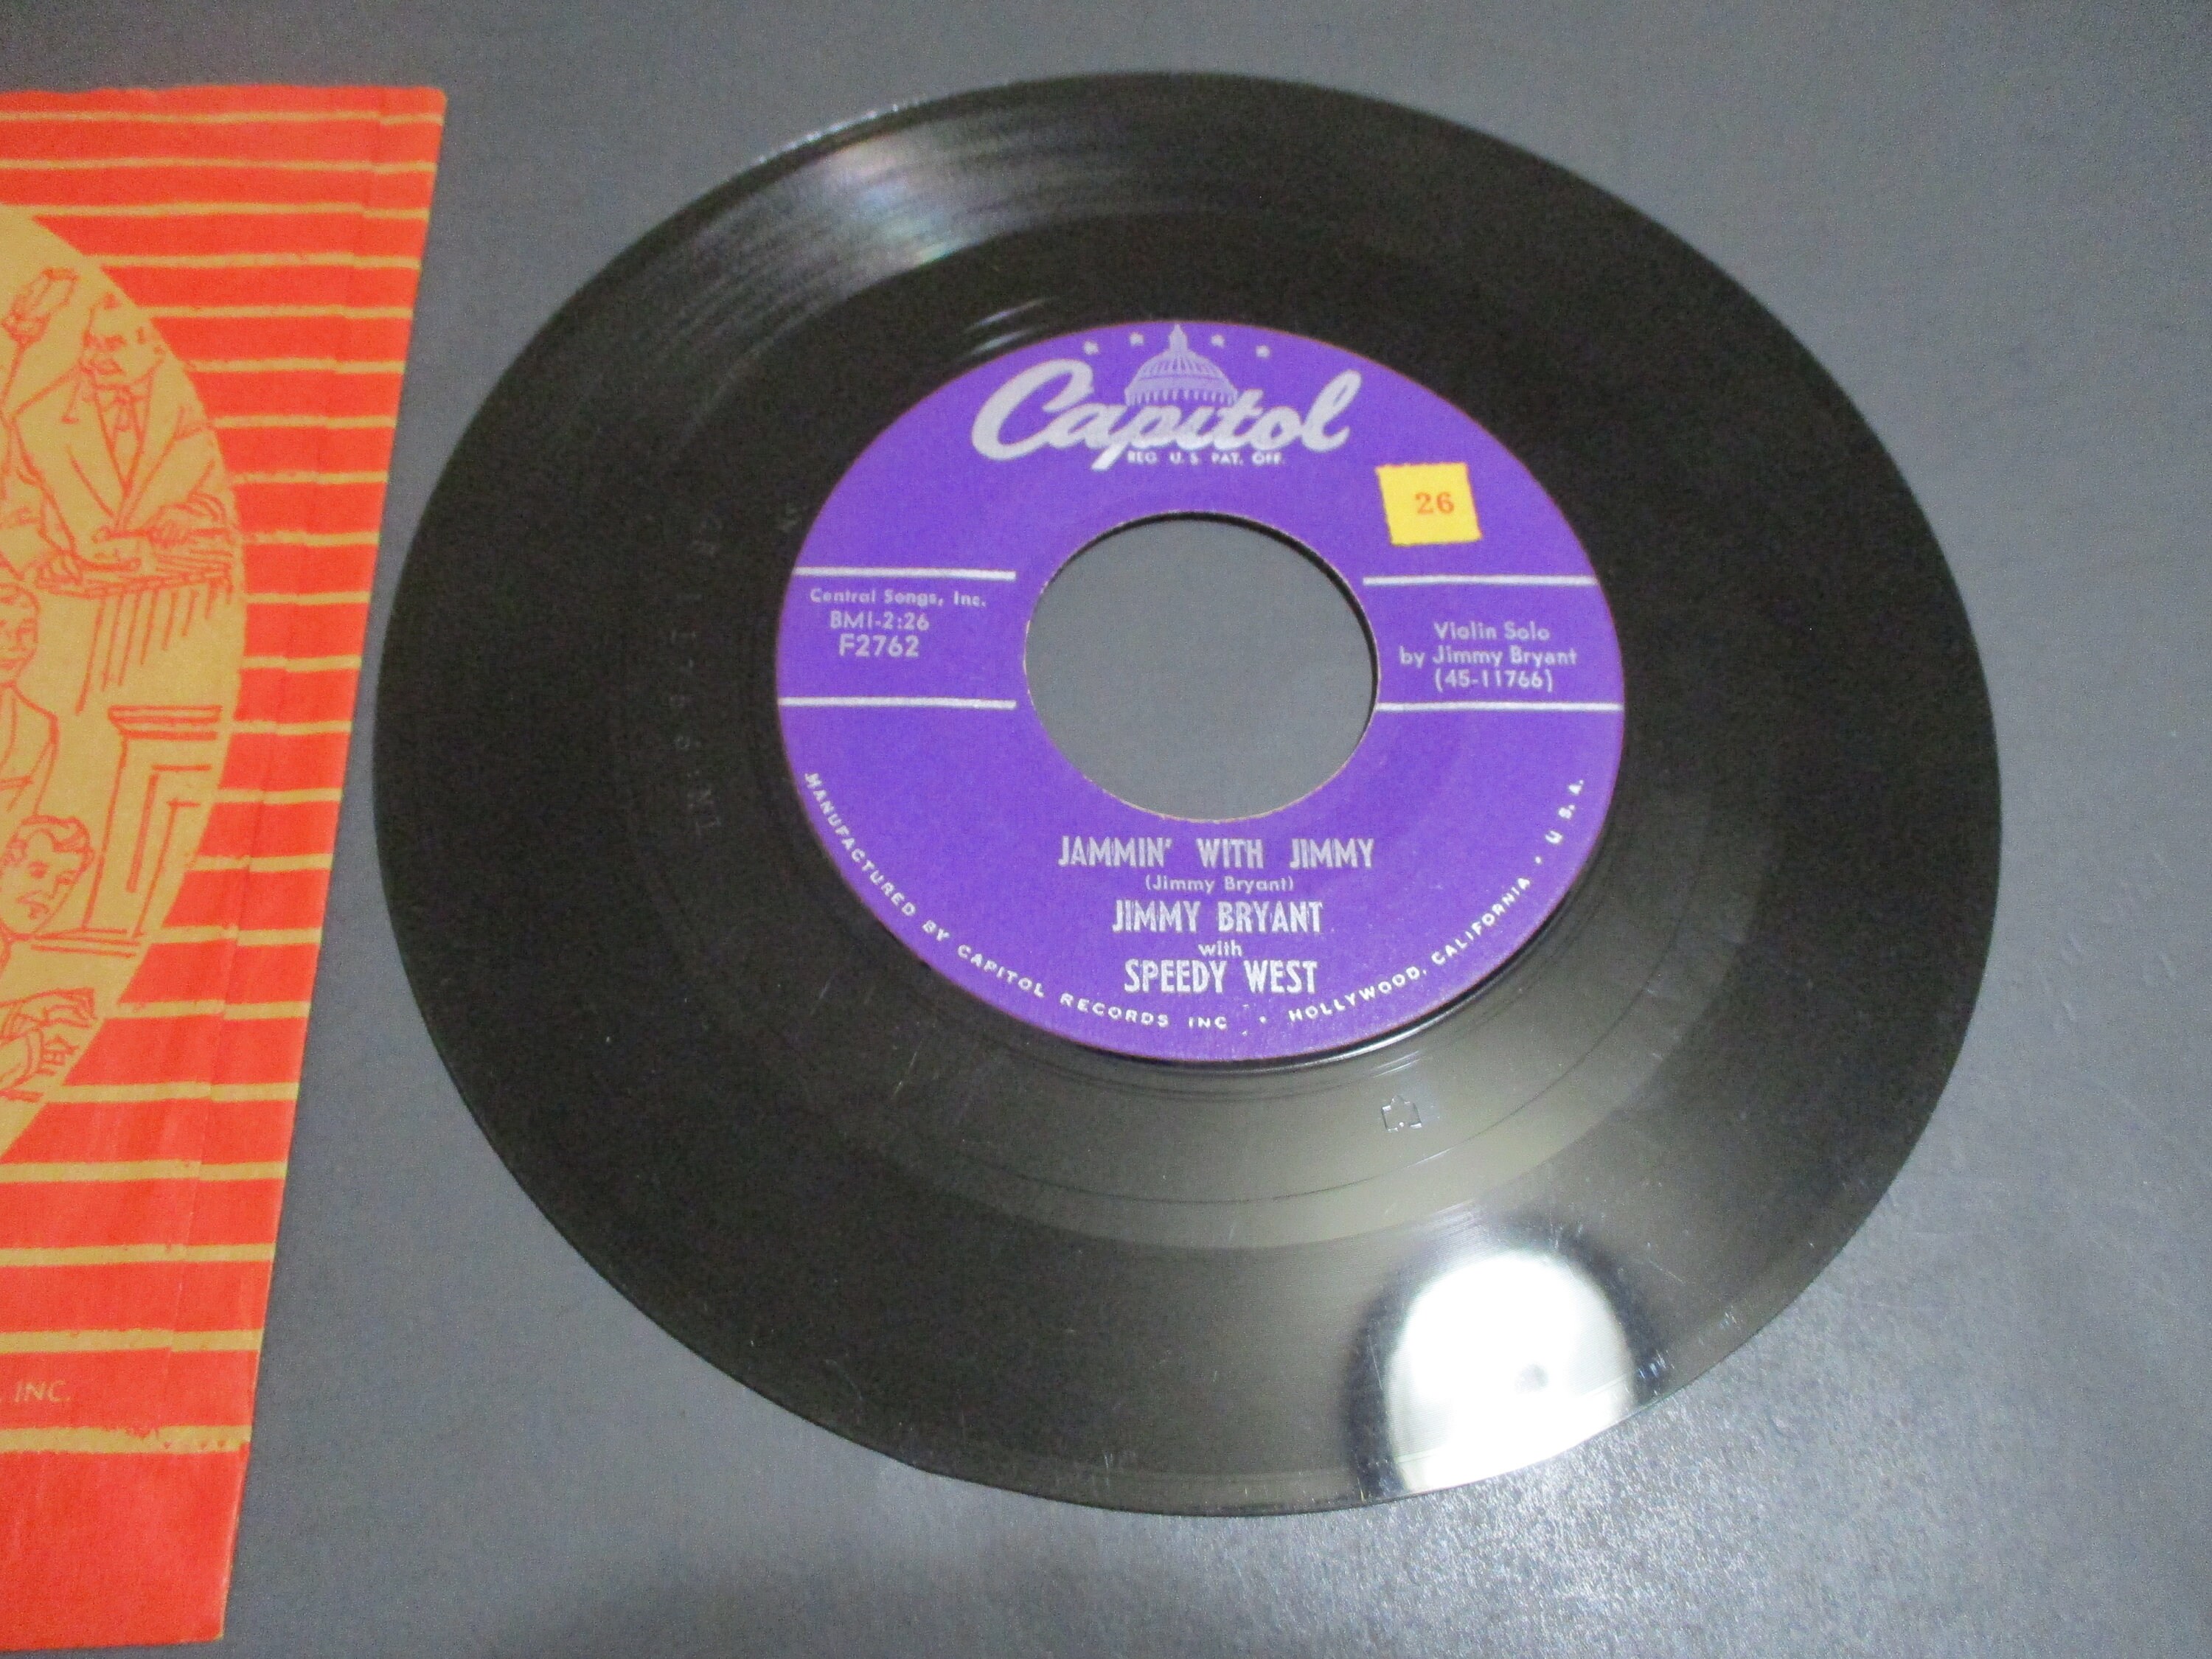 Capitol
REG. U. S. PAT. OFF.
26
Central Songs, Inc.
BMI-2:26
F2762
Violin Solo
by Jimmy Bryant
(45-11766)
JAMMIN' WITH JIMMY
(Jimmy Bryant)
JIMMY BRYANT
with
SPEEDY WEST
MANUFACTURED BY CAPITOL RECORDS INC • HOLLYWOOD, CALIFORNIA • U. S. A.
INC.